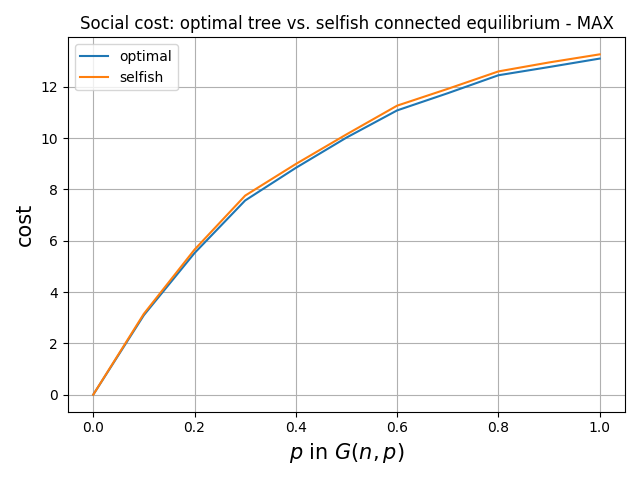 Social cost: optimal tree vs. selfish connected equilibrium - MAX
optimal
selfish
cost
12
10
8
6
4
2
0
0.0 0.2 0.4 0.6 0.8 1.0
p in G(n, p)